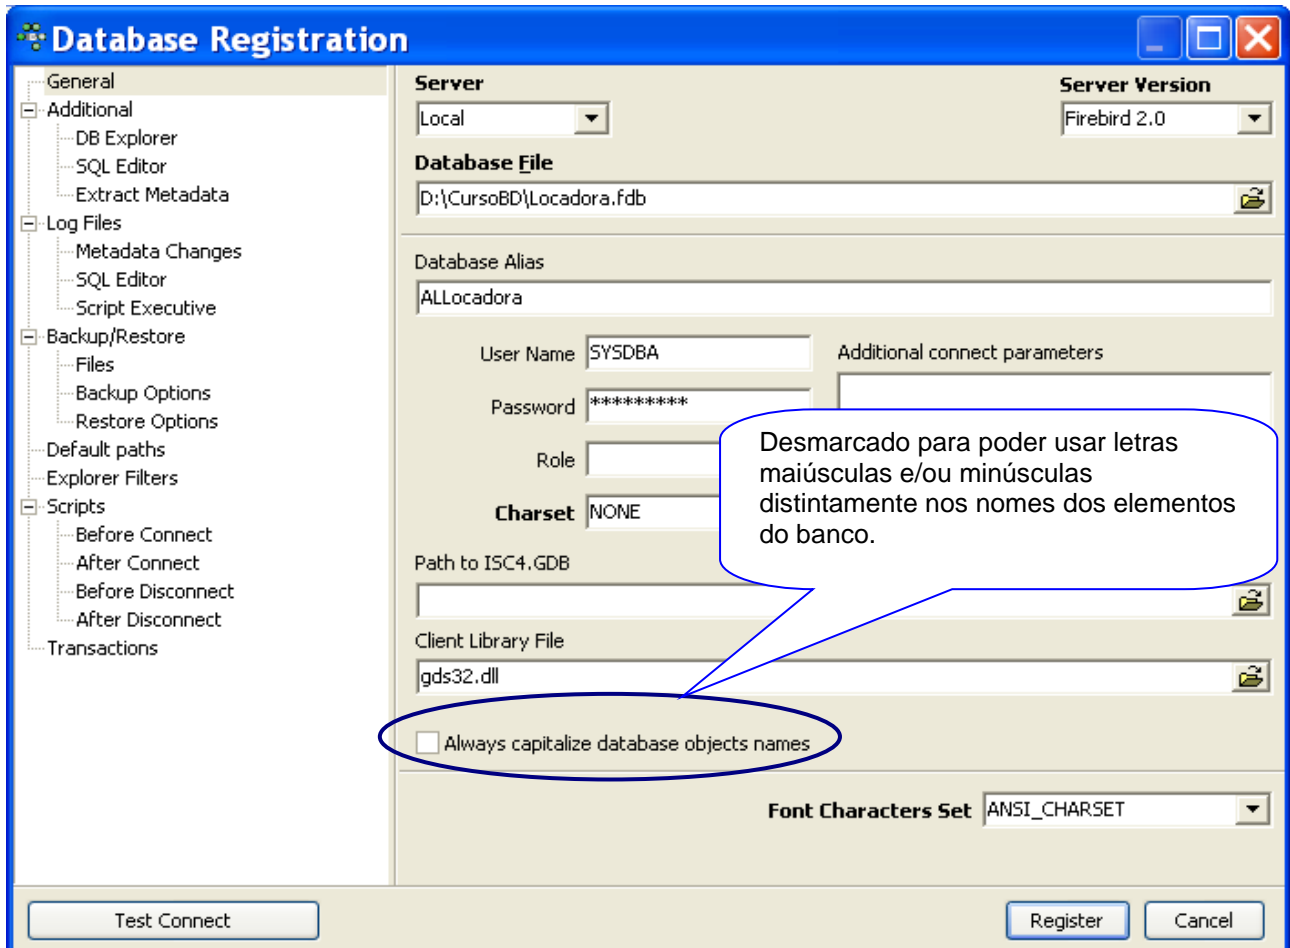 Database Registration
General
Additional
DB Explorer
SQL Editor
Extract Metadata
Log Files
Metadata Changes
SQL Editor
Script Executive
Backup/Restore
Files
Backup Options
Restore Options
Default paths
Explorer Filters
Scripts
Before Connect
After Connect
Before Disconnect
After Disconnect
Transactions
Server
Server Version
Local
Firebird 2.0
Database File
D:\CursoBD\Locadora.fdb
Database Alias
ALLocadora
User Name SYSDBA
Additional connect parameters
Password *********
Role
Charset NONE
Desmarcado para poder usar letras
maiúsculas e/ou minúsculas
distintamente nos nomes dos elementos
do banco.
Path to ISC4.GDB
Client Library File
gds32.dll
Always capitalize database objects names
Font Characters Set ANSI_CHARSET
Test Connect
Register
Cancel